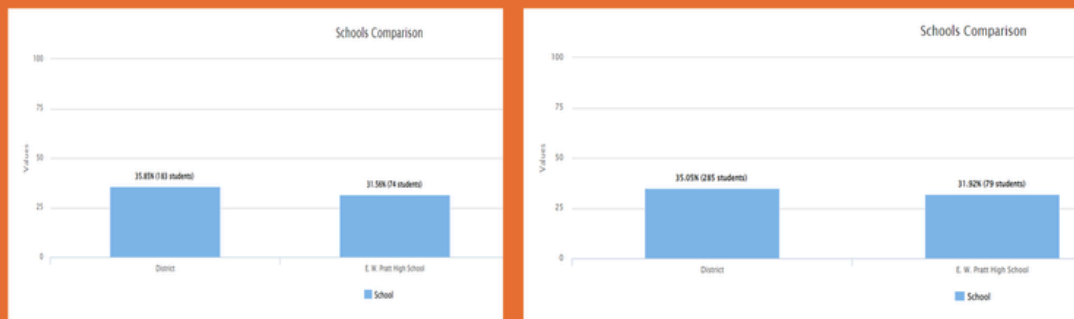 Schools Comparison
100
75
50
25
0
Values
35.85% (183 students)
31.56% (74 students)
District
E. W. Pratt High School
School
Schools Comparison
100
75
50
25
0
Values
35.05% (285 students)
31.92% (79 students)
District
E. W. Pratt High School
School